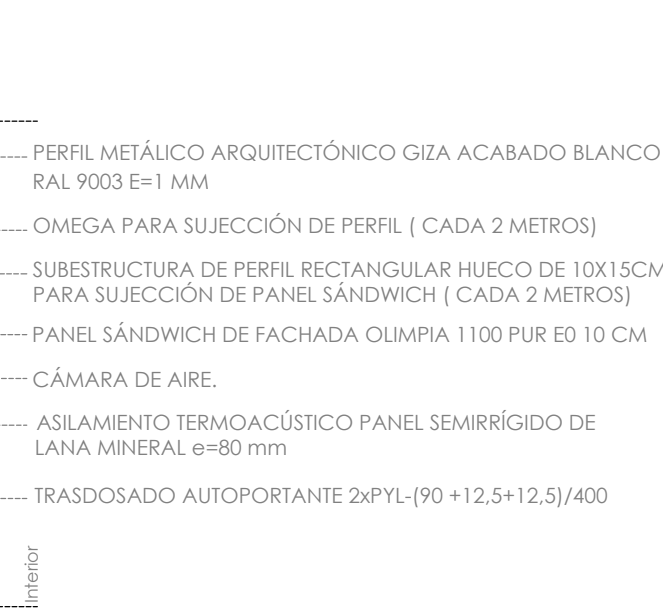 PERFIL METÁLICO ARQUITECTÓNICO GIZA ACABADO BLANCO
RAL 9003 E=1 MM
OMEGA PARA SUJECCIÓN DE PERFIL ( CADA 2 METROS)
SUBESTRUCTURA DE PERFIL RECTANGULAR HUECO DE 10X15CM
PARA SUJECCIÓN DE PANEL SÁNDWICH ( CADA 2 METROS)
PANEL SÁNDWICH DE FACHADA OLIMPIA 1100 PUR E0 10 CM
CÁMARA DE AIRE.
ASILAMIENTO TERMOACÚSTICO PANEL SEMIRRÍGIDO DE
LANA MINERAL e=80 mm
TRASDOSADO AUTOPORTANTE 2xPYL-(90 +12,5+12,5)/400
Interior